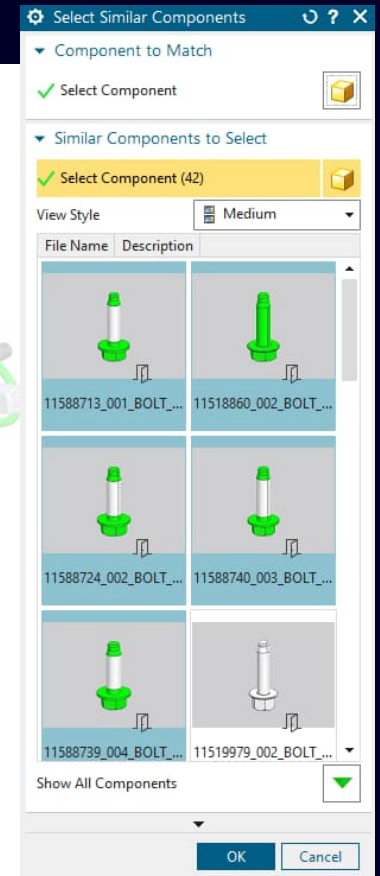 Select Similar Components ?
Component to Match
Select Component
Similar Components to Select
Select Component (42)
View Style Medium
File Name Description
11588713_001_BOLT_... 11518860_002_BOLT_...
11588724_002_BOLT_... 11588740_003_BOLT_...
11588739_004_BOLT_... 11519979_002_BOLT_...
Show All Components
OK Cancel